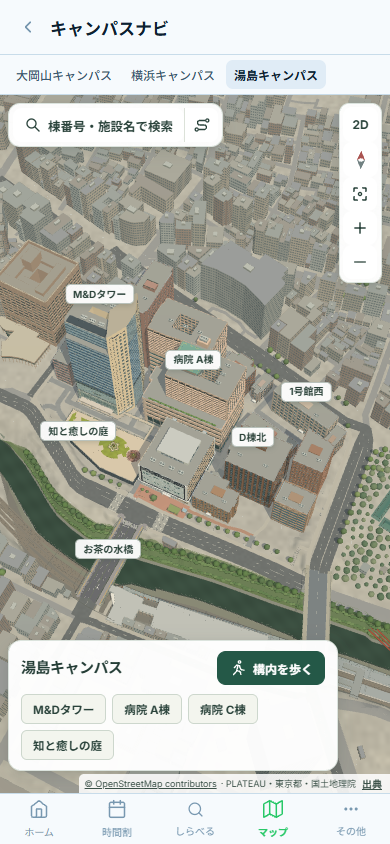 キャンパスナビ
大岡山キャンパス 横浜キャンパス 湯島キャンパス
棟番号・施設名で検索
2D
M&Dタワー
病院 A棟
1号館西
知と癒しの庭
D棟北
お茶の水橋
湯島キャンパス
構内を歩く
M&Dタワー 病院 A棟 病院 C棟
知と癒しの庭
© OpenStreetMap contributors · PLATEAU・東京都・国土地理院 出典
ホーム 時間割 しらべる マップ その他